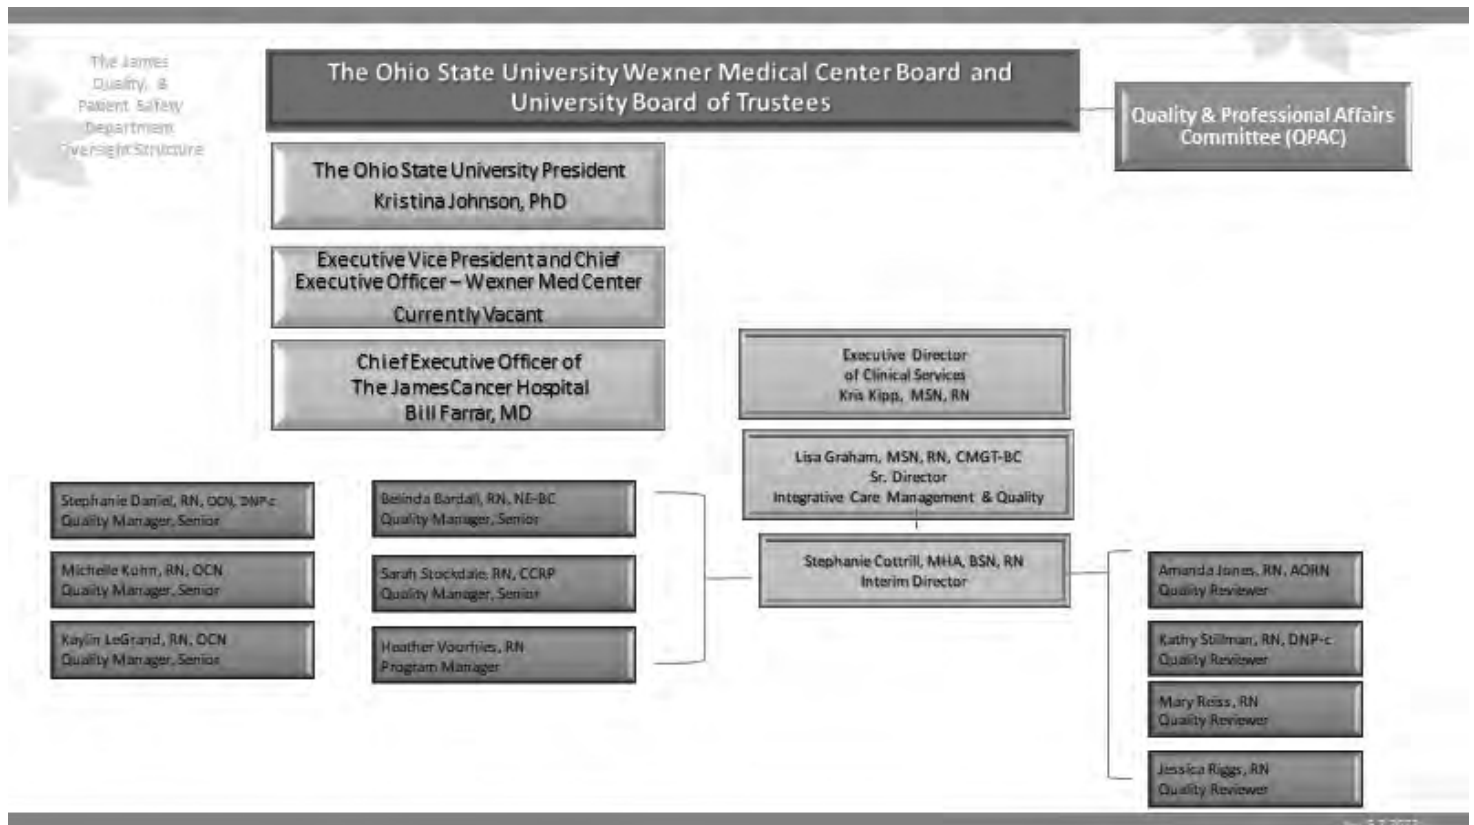 The James
Quality, &
Patient Safety
Department
Oversight Structure
The Ohio State University Wexner Medical Center Board and
University Board of Trustees
Quality & Professional Affairs
Committee (QPAC)
The Ohio State University President
Kristina Johnson, PhD
Executive Vice President and Chief
Executive Officer – Wexner Med Center
Currently Vacant
Chief Executive Officer of
The James Cancer Hospital
Bill Farrar, MD
Executive Director
of Clinical Services
Kris Kipp, MSN, RN
Lisa Graham, MSN, RN, CMGT-BC
Sr. Director
Integrative Care Management & Quality
Stephanie Cottrill, MHA, BSN, RN
Interim Director
Stephanie Daniel, RN, OCN, DNP-c
Quality Manager, Senior
Michelle Kuhn, RN, OCN
Quality Manager, Senior
Kaylin LeGrand, RN, OCN
Quality Manager, Senior
Belinda Bardall, RN, NE-BC
Quality Manager, Senior
Sarah Stockdale, RN, CCRP
Quality Manager, Senior
Heather Voorhies, RN
Program Manager
Amanda Jones, RN, AORN
Quality Reviewer
Kathy Stillman, RN, DNP-c
Quality Reviewer
Mary Reiss, RN
Quality Reviewer
Jessica Riggs, RN
Quality Reviewer